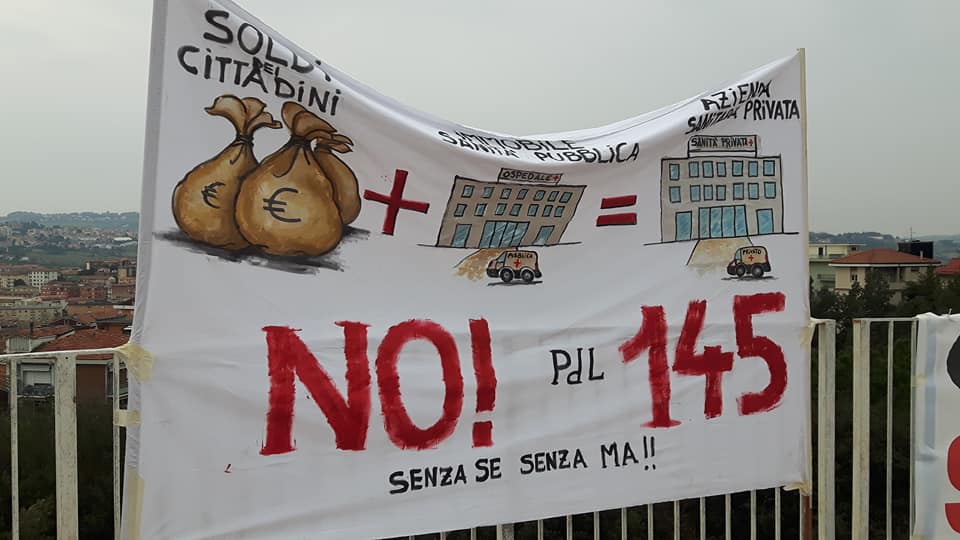 SOLDI
DEI
CITTADINI
€
€
IMMOBILE
SANITÀ PUBBLICA
OSPEDALE+
PUBBLICA
=
AZIENDA
SANITARIA PRIVATA
SANITÀ PRIVATA+
PRIVATO
NO!
PdL 145
SENZA SE SENZA MA!!